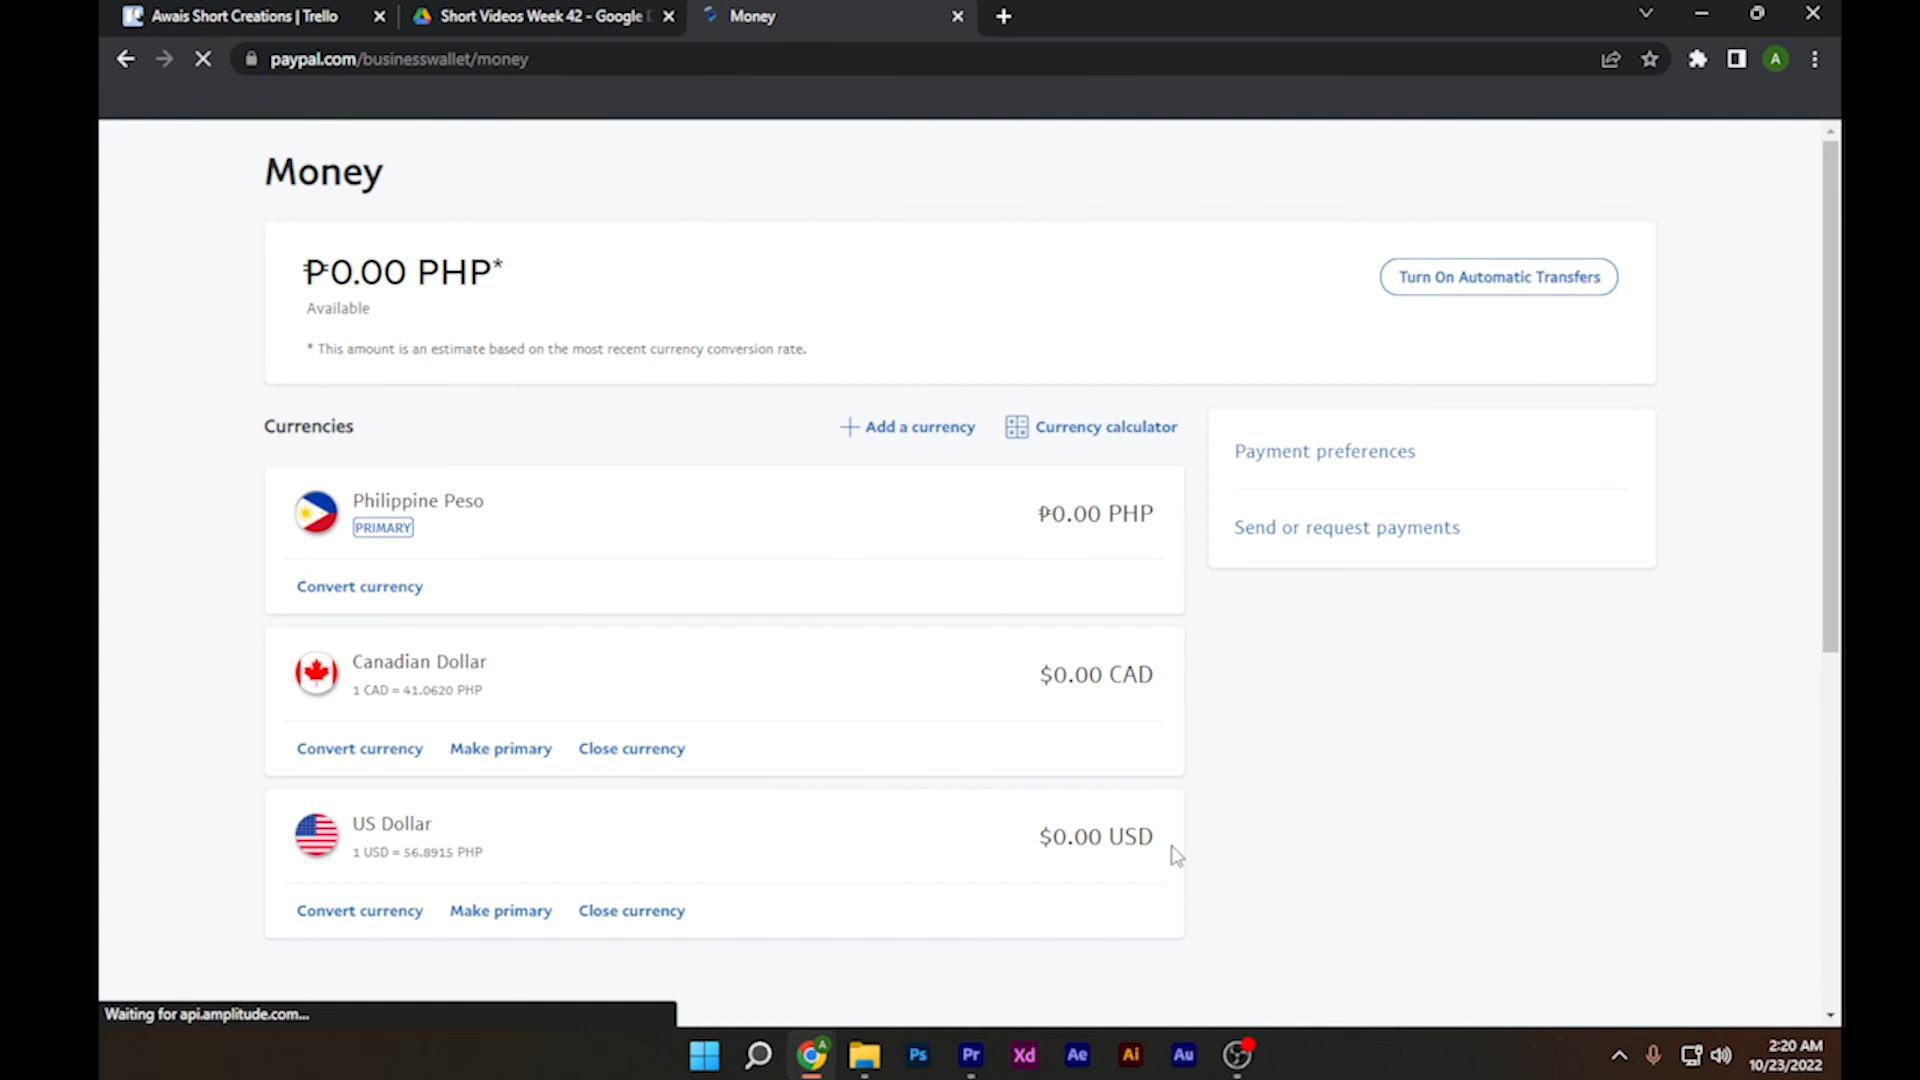 Awais Short Creations | Trello
Short Videos Week 42 - Google
Money
paypal.com/businesswallet/money
A
Money
₱0.00 PHP*
Available
Turn On Automatic Transfers
* This amount is an estimate based on the most recent currency conversion rate.
Currencies
Add a currency
Currency calculator
Payment preferences
Send or request payments
Philippine Peso
PRIMARY
₱0.00 PHP
Convert currency
Canadian Dollar
1 CAD = 41.0620 PHP
$0.00 CAD
Convert currency Make primary Close currency
US Dollar
1 USD = 56.8915 PHP
$0.00 USD
Convert currency Make primary Close currency
Waiting for api.amplitude.com...
A
Ps
Pr
Xd
Ae
Ai
Au
2:20 AM
10/23/2022